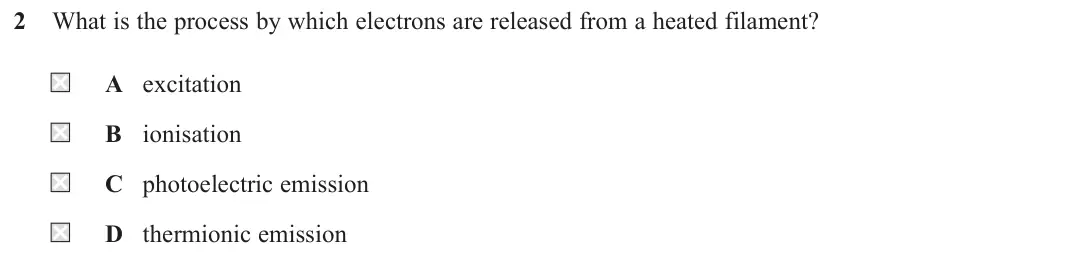 2 What is the process by which electrons are released from a heated filament?
A excitation
B ionisation
C photoelectric emission
D thermionic emission